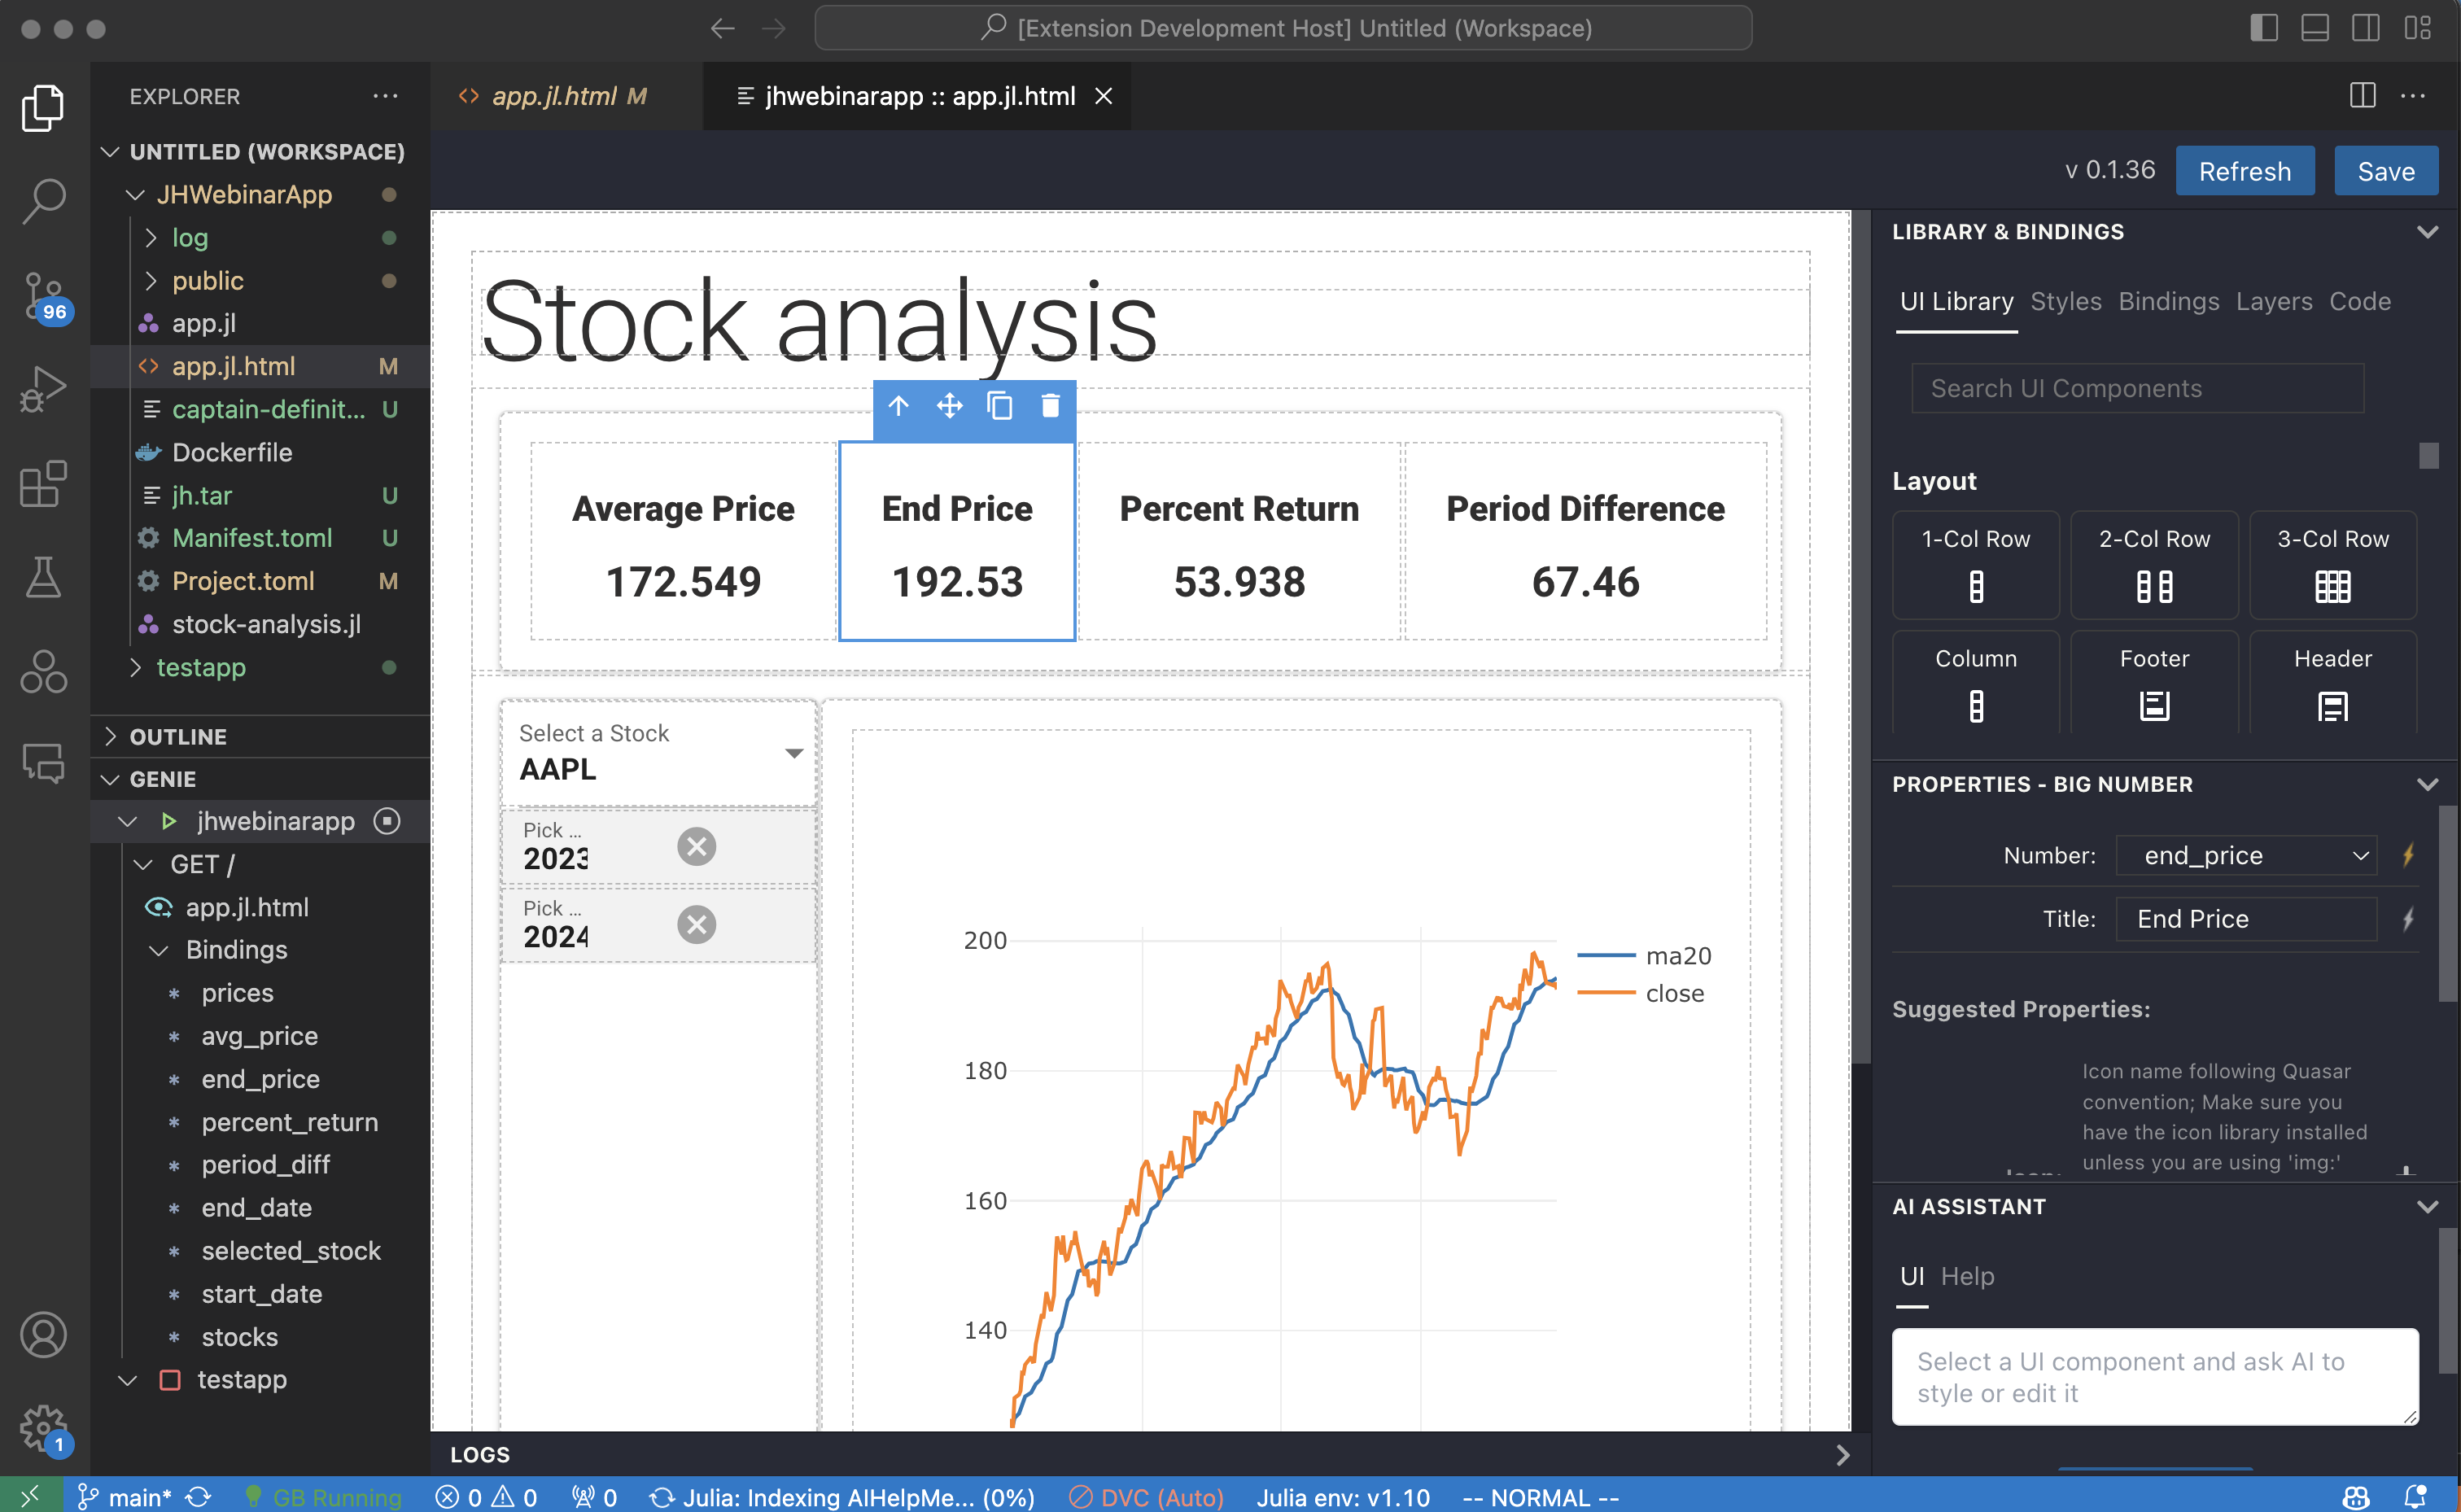 [Extension Development Host] Untitled (Workspace)
EXPLORER
UNTITLED (WORKSPACE)
JHWebinarApp
log
public
app.jl
app.jl.html M
captain-definit... U
Dockerfile
jh.tar U
Manifest.toml U
Project.toml M
stock-analysis.jl
testapp
OUTLINE
GENIE
jhwebinarapp
GET /
app.jl.html
Bindings
prices
avg_price
end_price
percent_return
period_diff
end_date
selected_stock
start_date
stocks
testapp
96
1
app.jl.html M
jhwebinarapp :: app.jl.html
v 0.1.36
Refresh
Save
Stock analysis
Average Price
172.549
End Price
192.53
Percent Return
53.938
Period Difference
67.46
Select a Stock
AAPL
Pick ...
2023
Pick ...
2024
200
180
160
140
ma20
close
LOGS
LIBRARY & BINDINGS
UI Library Styles Bindings Layers Code
Search UI Components
Layout
1-Col Row
2-Col Row
3-Col Row
Column
Footer
Header
PROPERTIES - BIG NUMBER
Number: end_price
Title: End Price
Suggested Properties:
Icon name following Quasar
convention; Make sure you
have the icon library installed
unless you are using 'img:'
AI ASSISTANT
UI Help
Select a UI component and ask AI to
style or edit it
main* GB Running 0 0 0 Julia: Indexing AIHelpMe... (0%) DVC (Auto) Julia env: v1.10 -- NORMAL --